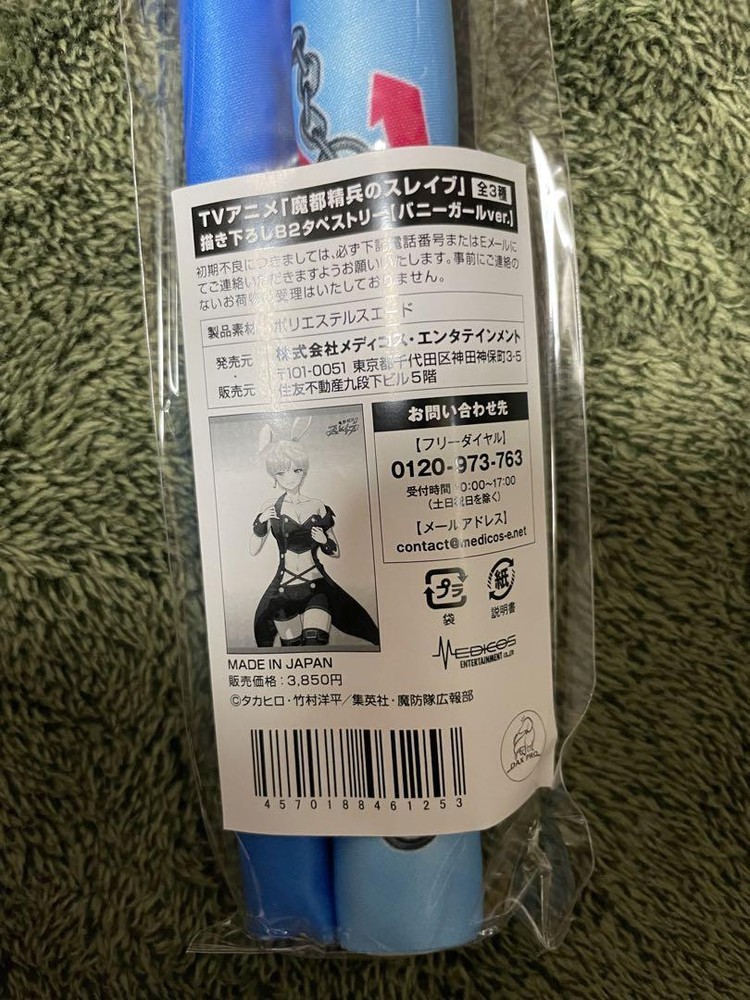 TVアニメ「魔都精兵のスレイブ」 全3種
描き下ろしB2タペストリー【バニーガールver.】
初期不良につきましては、必ず下記電話番号またはEメールに
てご連絡いただきますようお願いいたします。事前にご連絡の
ないお荷物の受理はいたしておりません。
製品素材 ポリエステルスエード
発売元・販売元
株式会社メディコス・エンタテインメント
〒101-0051 東京都千代田区神田神保町3-5
住友不動産九段下ビル5階
お問い合わせ先
【フリーダイヤル】
0120-973-763
受付時間 0:00〜17:00
（土日祝日を除く）
【メールアドレス】
contact@medicos-e.net
プラ
袋
紙
説明書
MEDICOS
ENTERTAINMENT CO.,LTD
MADE IN JAPAN
販売価格：3,850円
©タカヒロ・竹村洋平／集英社・魔防隊広報部
4570188461253
DAX PRO